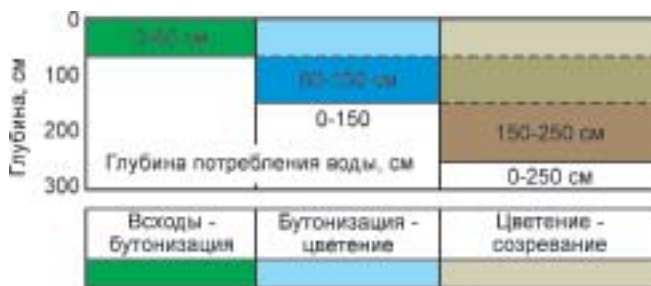 Глубина, см
0
100
200
300
0-60 см
60-150 см
0-150
150-250 см
0-250 см
Глубина потребления воды, см
Всходы -
бутонизация
Бутонизация -
цветение
Цветение -
созревание